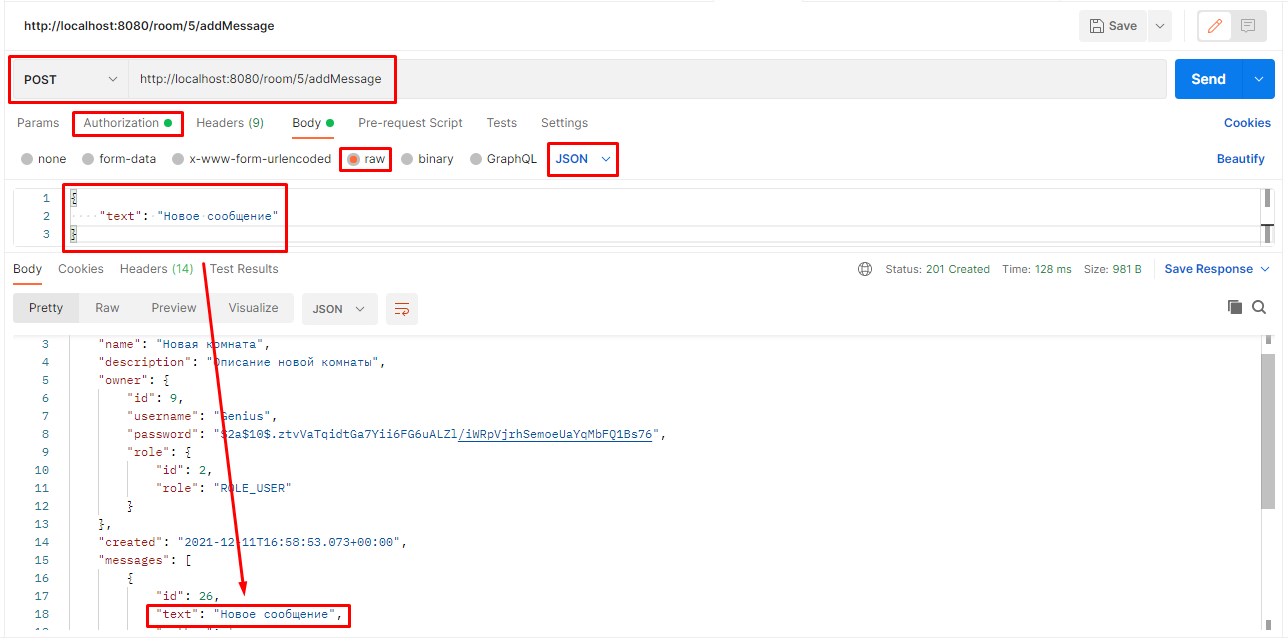 http://localhost:8080/room/5/addMessage Save
POST http://localhost:8080/room/5/addMessage Send
Params Authorization Headers (9) Body Pre-request Script Tests Settings Cookies
none form-data x-www-form-urlencoded raw binary GraphQL JSON Beautify
1 {
2 "text": "Новое сообщение"
3 }
Body Cookies Headers (14) Test Results Status: 201 Created Time: 128 ms Size: 981 B Save Response
Pretty Raw Preview Visualize JSON
3 "name": "Новая комната",
4 "description": "Описание новой комнаты",
5 "owner": {
6 "id": 9,
7 "username": "Genius",
8 "password": "$2a$10$.ztvVaTqidtGa7Yii6FG6uALZl/iWRpVjrhSemoeUaYqMbFQ1Bs76",
9 "role": {
10 "id": 2,
11 "role": "ROLE_USER"
12 }
13 },
14 "created": "2021-12-11T16:58:53.073+00:00",
15 "messages": [
16 {
17 "id": 26,
18 "text": "Новое сообщение",